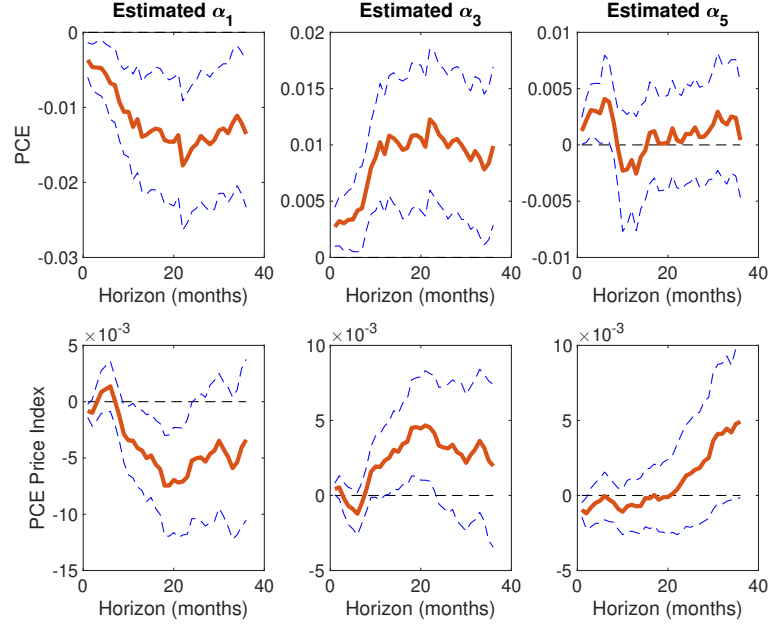 Estimated α1 Estimated α3 Estimated α5
0 0.02 0.01
-0.01 0.015 0.005
0.01 0
-0.02 0.005 -0.005
-0.03 0 -0.01
PCE
0 20 40 0 20 40 0 20 40
Horizon (months) Horizon (months) Horizon (months)
×10-3 ×10-3 ×10-3
5 10 10
0 5 5
-5
-10 0 0
-15 -5 -5
PCE Price Index
0 20 40 0 20 40 0 20 40
Horizon (months) Horizon (months) Horizon (months)